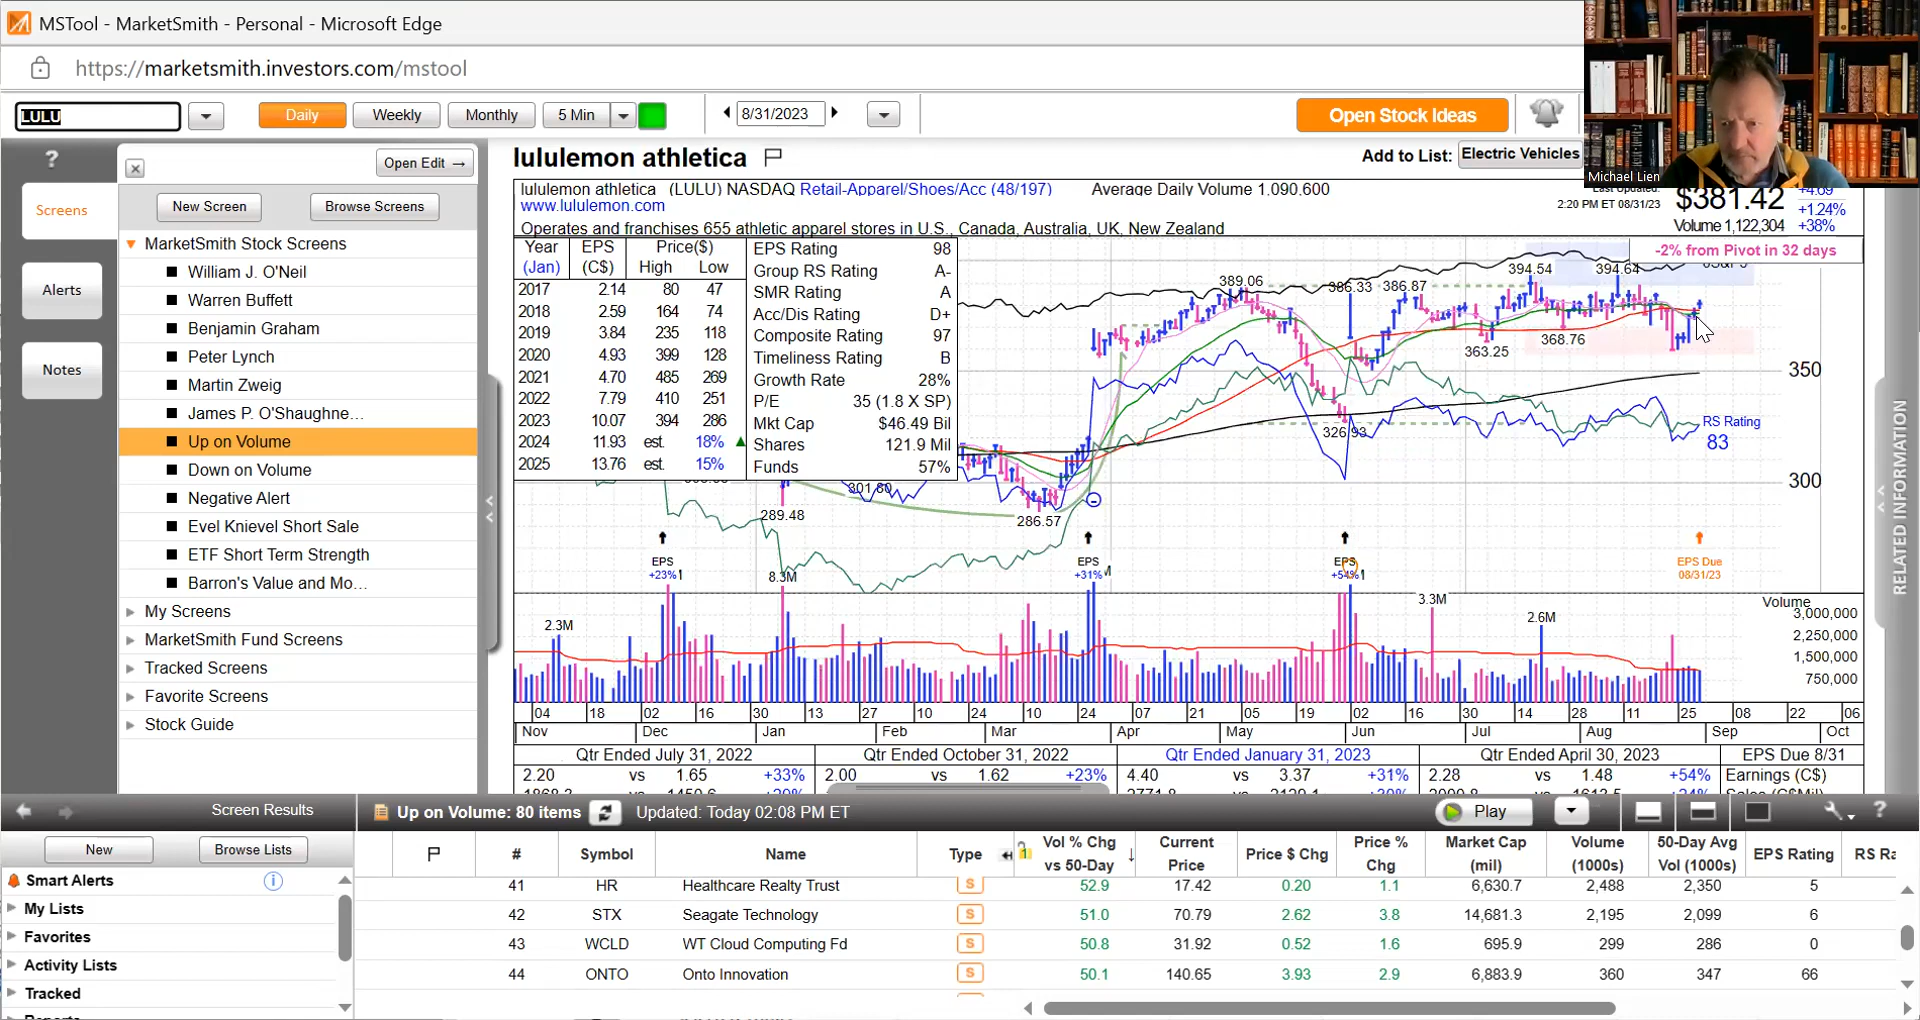 MSTool - MarketSmith - Personal - Microsoft Edge
https://marketsmith.investors.com/mstool
LULU
Daily
Weekly
Monthly
5 Min
8/31/2023
Open Stock Ideas
Michael Lien
?
Screens
Alerts
Notes
Open Edit →
New Screen
Browse Screens
MarketSmith Stock Screens
William J. O'Neil
Warren Buffett
Benjamin Graham
Peter Lynch
Martin Zweig
James P. O'Shaughne...
Up on Volume
Down on Volume
Negative Alert
Evel Knievel Short Sale
ETF Short Term Strength
Barron's Value and Mo...
My Screens
MarketSmith Fund Screens
Tracked Screens
Favorite Screens
Stock Guide
lululemon athletica
Add to List: Electric Vehicles
lululemon athletica (LULU) NASDAQ Retail-Apparel/Shoes/Acc (48/197) Average Daily Volume 1,090,600
www.lululemon.com
Operates and franchises 655 athletic apparel stores in U.S., Canada, Australia, UK, New Zealand
Last Updated:
2:20 PM ET 08/31/23
$381.42
+4.69
+1.24%
Volume 1,122,304 +38%
-2% from Pivot in 32 days
Year EPS Price($)
(Jan) (C$) High Low
2017 2.14 80 47
2018 2.59 164 74
2019 3.84 235 118
2020 4.93 399 128
2021 4.70 485 269
2022 7.79 410 251
2023 10.07 394 286
2024 11.93 est. 18%
2025 13.76 est. 15%
EPS Rating 98
Group RS Rating A-
SMR Rating A
Acc/Dis Rating D+
Composite Rating 97
Timeliness Rating B
Growth Rate 28%
P/E 35 (1.8 X SP)
Mkt Cap $46.49 Bil
Shares 121.9 Mil
Funds 57%
389.06
386.33
386.87
394.54
394.64
363.25
368.76
326.93
301.80
289.48
286.57
350
300
RS Rating
83
EPS
+23%
EPS
+31%
EPS
+54%
EPS Due
08/31/23
2.3M
8.3M
3.3M
2.6M
Volume
3,000,000
2,250,000
1,500,000
750,000
04 18 02 16 30 13 27 10 24 10 24 07 21 05 19 02 16 30 14 28 11 25 08 22 06
Nov Dec Jan Feb Mar Apr May Jun Jul Aug Sep Oct
Qtr Ended July 31, 2022 Qtr Ended October 31, 2022 Qtr Ended January 31, 2023 Qtr Ended April 30, 2023 EPS Due 8/31
2.20 vs 1.65 +33% 2.00 vs 1.62 +23% 4.40 vs 3.37 +31% 2.28 vs 1.48 +54% Earnings (C$)
RELATED INFORMATION
Screen Results
Up on Volume: 80 items
Updated: Today 02:08 PM ET
Play
?
New
Browse Lists
Smart Alerts
My Lists
Favorites
Activity Lists
Tracked
# Symbol Name Type Vol % Chg vs 50-Day Current Price Price $ Chg Price % Chg Market Cap (mil) Volume (1000s) 50-Day Avg Vol (1000s) EPS Rating RS Ra
41 HR Healthcare Realty Trust S 52.9 17.42 0.20 1.1 6,630.7 2,488 2,350 5
42 STX Seagate Technology S 51.0 70.79 2.62 3.8 14,681.3 2,195 2,099 6
43 WCLD WT Cloud Computing Fd S 50.8 31.92 0.52 1.6 695.9 299 286 0
44 ONTO Onto Innovation S 50.1 140.65 3.93 2.9 6,883.9 360 347 66